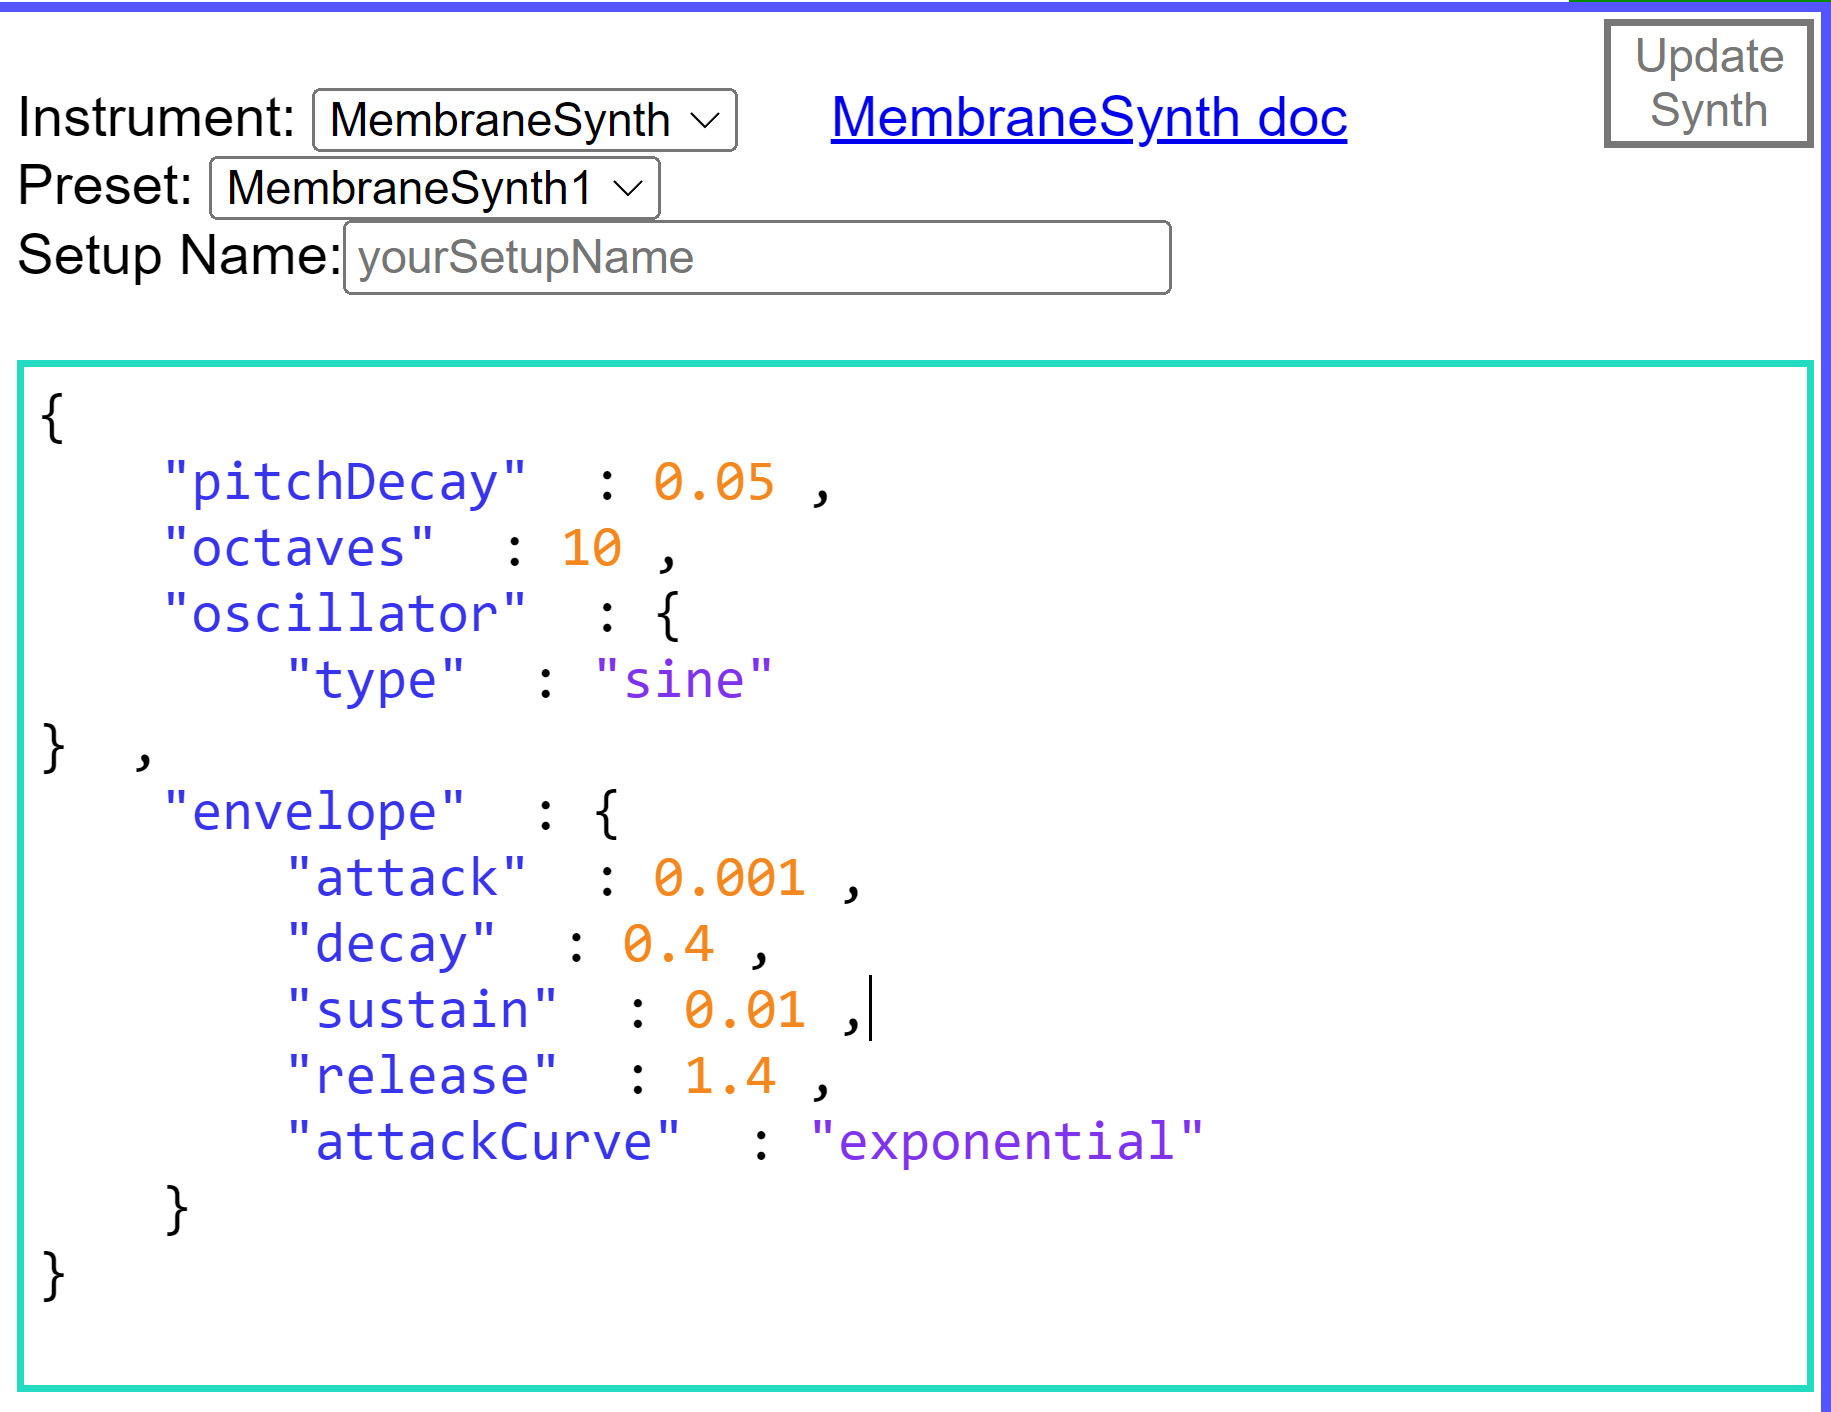 Update
Synth
Instrument: MembraneSynth MembraneSynth doc
Preset: MembraneSynth1
Setup Name: yourSetupName
{
"pitchDecay" : 0.05 ,
"octaves" : 10 ,
"oscillator" : {
"type" : "sine"
} ,
"envelope" : {
"attack" : 0.001 ,
"decay" : 0.4 ,
"sustain" : 0.01 ,
"release" : 1.4 ,
"attackCurve" : "exponential"
}
}